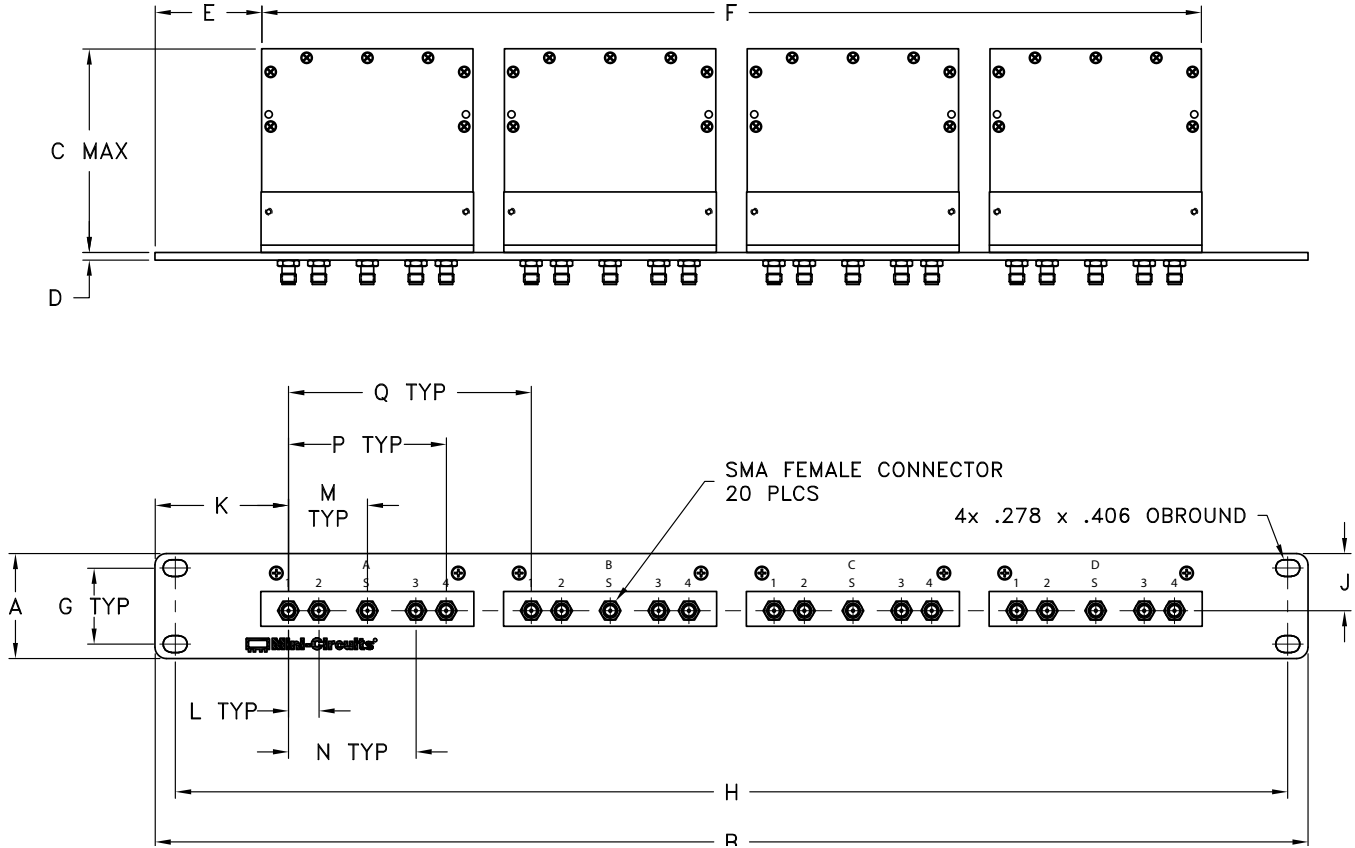 E
F
C MAX
D
Q TYP
P TYP
M
TYP
K
SMA FEMALE CONNECTOR
20 PLCS
4x .278 x .406 OBROUND
A
B
C
D
1 2 S 3 4
1 2 S 3 4
1 2 S 3 4
1 2 S 3 4
A
G TYP
J
Mini-Circuits®
L TYP
N TYP
H
B